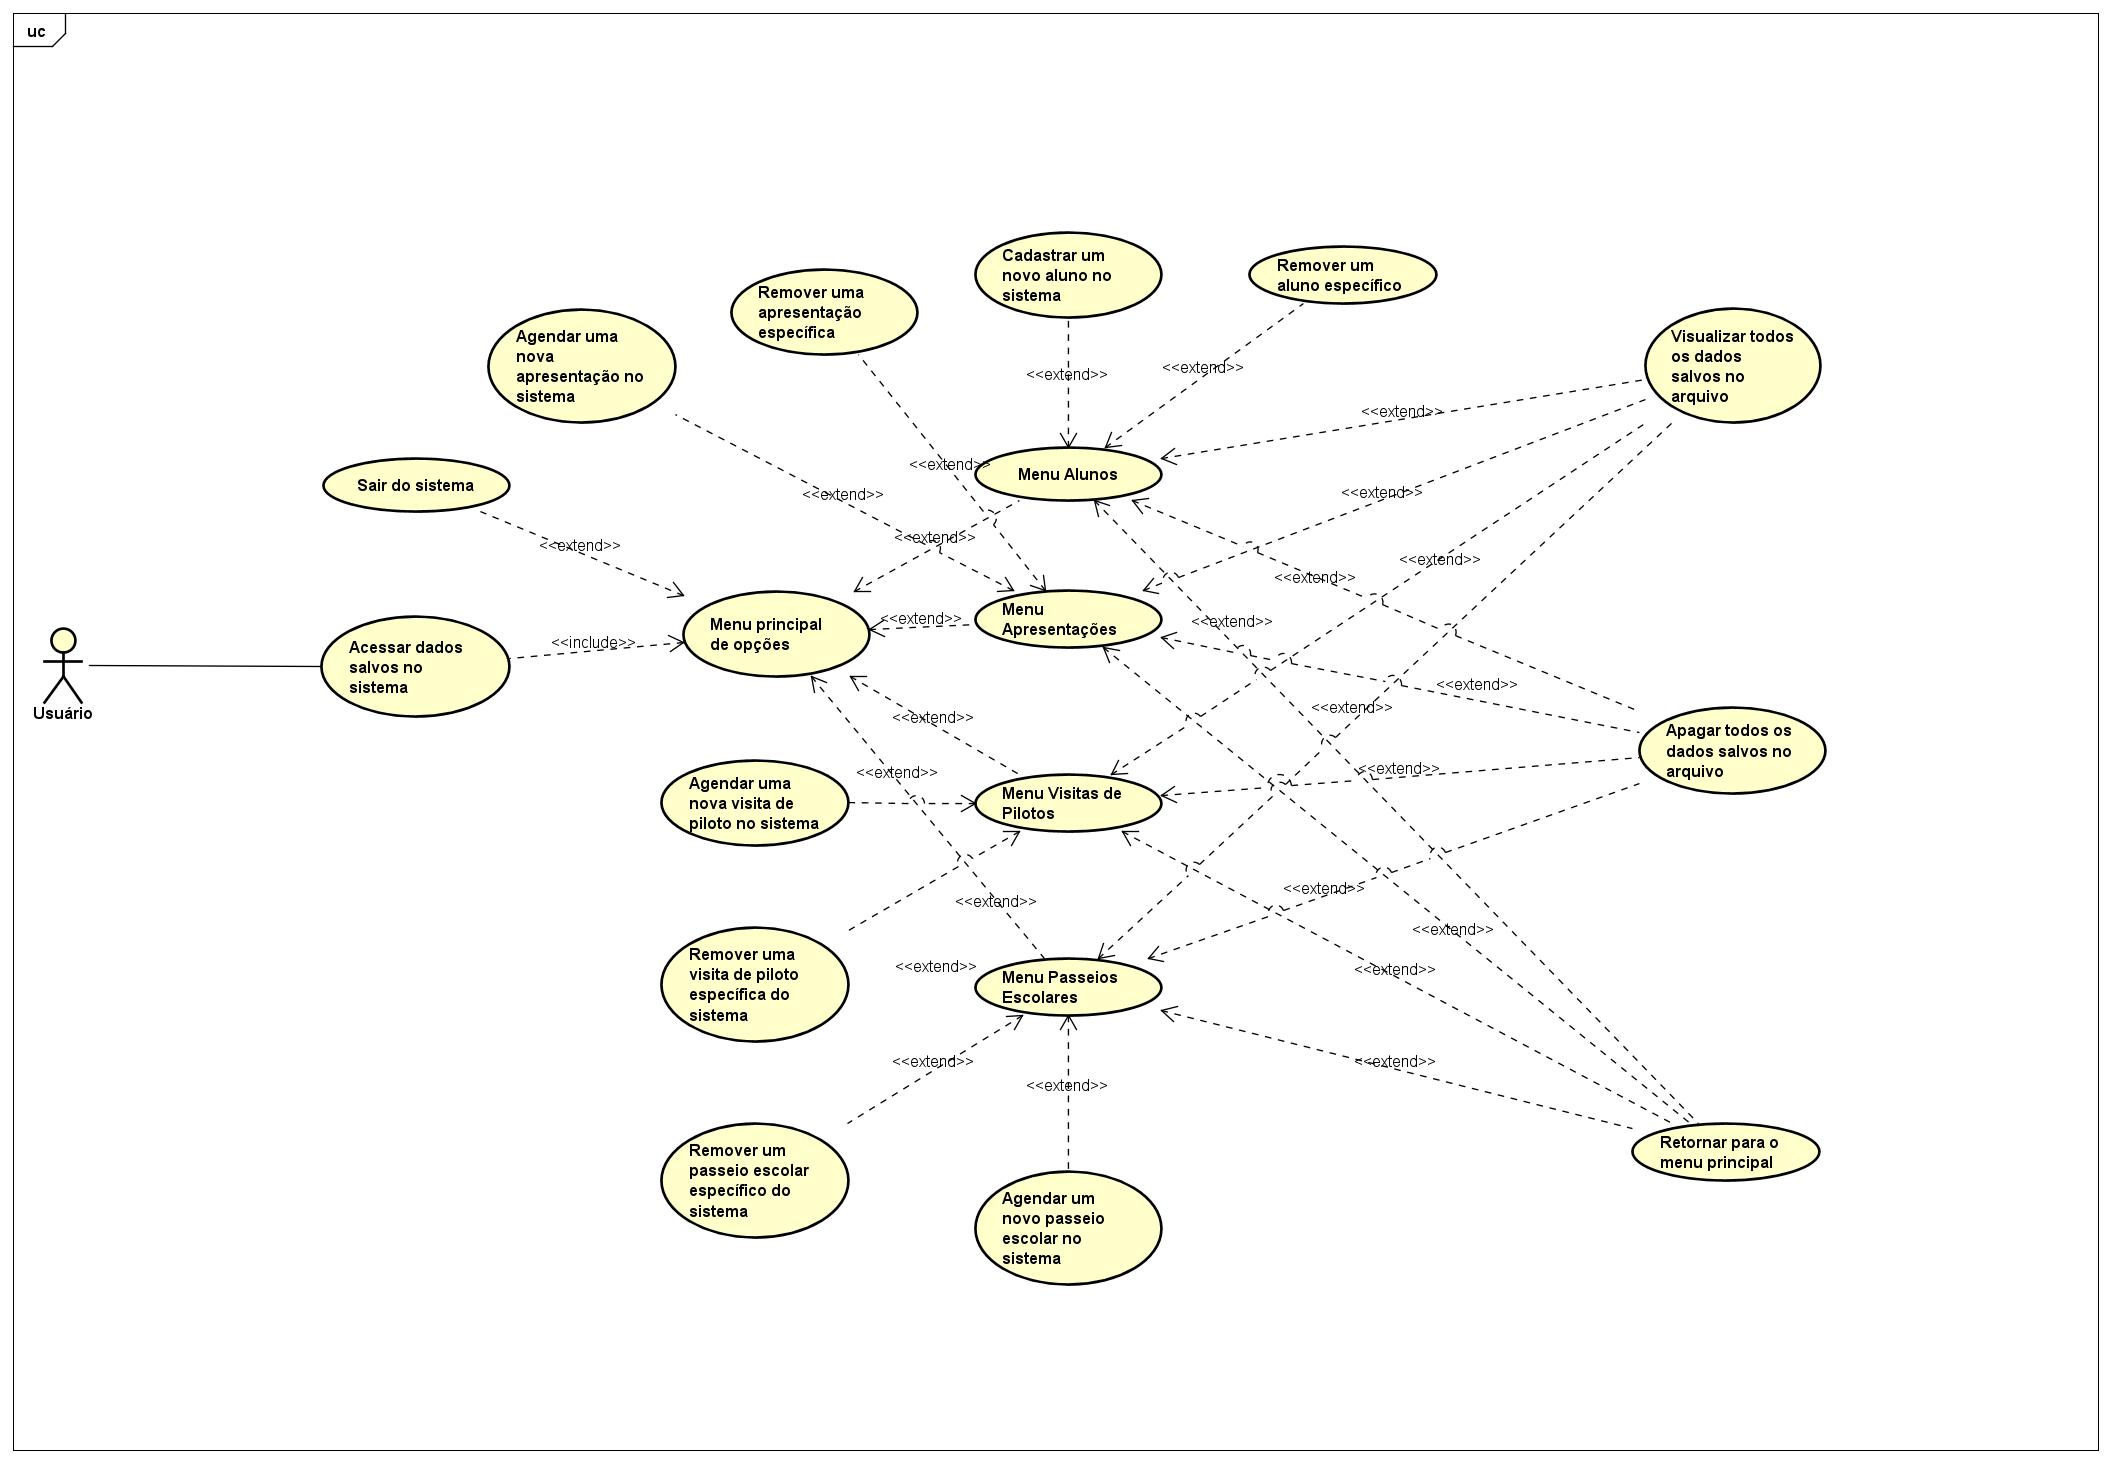 uc
Cadastrar um
novo aluno no
sistema
Remover um
aluno específico
Remover uma
apresentação
específica
Agendar uma
nova
apresentação no
sistema
Visualizar todos
os dados
salvos no
arquivo
<<extend>>
<<extend>>
<<extend>>
<<extend>>
Menu Alunos
Sair do sistema
<<extend>>
<<extend>>
<<extend>>
<<extend>>
<<extend>>
<<extend>>
Menu
Apresentações
<<extend>>
<<extend>>
Menu principal
de opções
<<include>>
Acessar dados
salvos no
sistema
Usuário
<<extend>>
<<extend>>
<<extend>>
Apagar todos os
dados salvos no
arquivo
<<extend>>
<<extend>>
Agendar uma
nova visita de
piloto no sistema
Menu Visitas de
Pilotos
<<extend>>
<<extend>>
<<extend>>
Remover uma
visita de piloto
específica do
sistema
<<extend>>
<<extend>>
Menu Passeios
Escolares
<<extend>>
<<extend>>
<<extend>>
Remover um
passeio escolar
específico do
sistema
Retornar para o
menu principal
Agendar um
novo passeio
escolar no
sistema